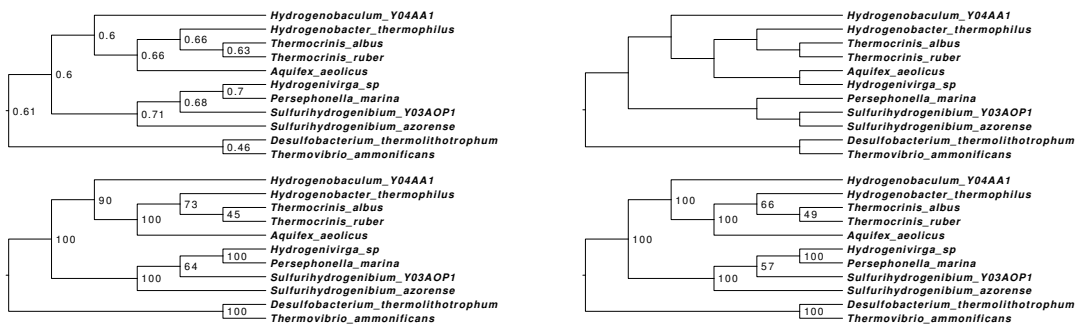 Hydrogenobaculum_Y04AA1
0.6
Hydrogenobacter_thermophilus
0.66
Thermocrinis_albus
0.66
0.63
Thermocrinis_ruber
0.6
Aquifex_aeolicus
Hydrogenivirga_sp
0.7
Persephonella_marina
0.68
0.61
0.71
Sulfurihydrogenibium_Y03AOP1
Sulfurihydrogenibium_azorense
Desulfobacterium_thermolithotrophum
0.46
Thermovibrio_ammonificans
Hydrogenobaculum_Y04AA1
Hydrogenobacter_thermophilus
Thermocrinis_albus
Thermocrinis_ruber
Aquifex_aeolicus
Hydrogenivirga_sp
Persephonella_marina
Sulfurihydrogenibium_Y03AOP1
Sulfurihydrogenibium_azorense
Desulfobacterium_thermolithotrophum
Thermovibrio_ammonificans
Hydrogenobaculum_Y04AA1
90
Hydrogenobacter_thermophilus
73
Thermocrinis_albus
100
45
Thermocrinis_ruber
Aquifex_aeolicus
100
Hydrogenivirga_sp
100
Persephonella_marina
64
100
Sulfurihydrogenibium_Y03AOP1
Sulfurihydrogenibium_azorense
Desulfobacterium_thermolithotrophum
100
Thermovibrio_ammonificans
Hydrogenobaculum_Y04AA1
100
Hydrogenobacter_thermophilus
66
Thermocrinis_albus
100
49
Thermocrinis_ruber
Aquifex_aeolicus
100
Hydrogenivirga_sp
100
Persephonella_marina
57
100
Sulfurihydrogenibium_Y03AOP1
Sulfurihydrogenibium_azorense
Desulfobacterium_thermolithotrophum
100
Thermovibrio_ammonificans